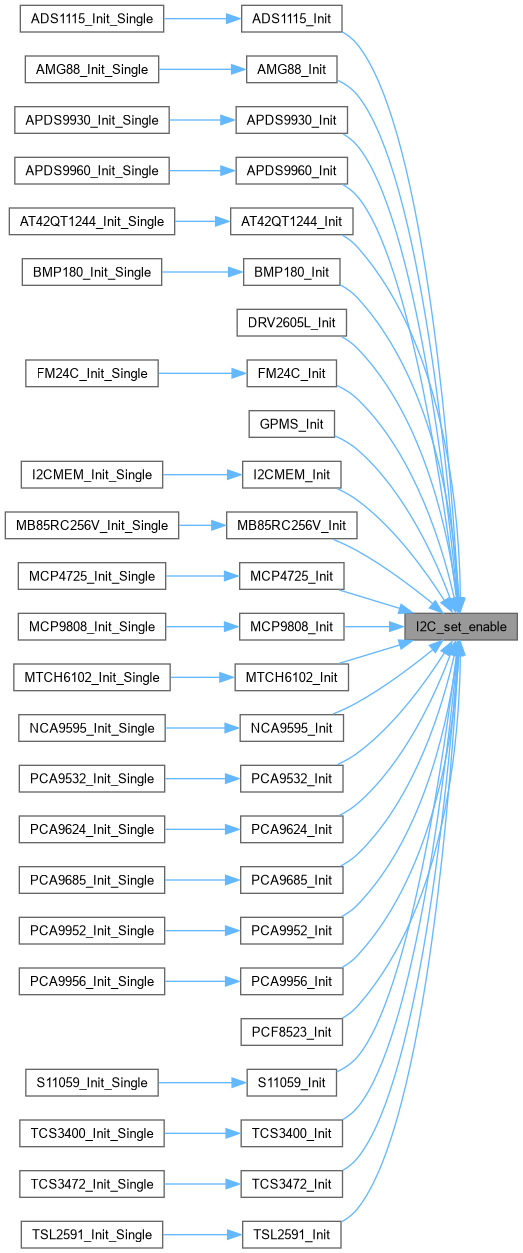 ADS1115_Init_Single
ADS1115_Init
AMG88_Init_Single
AMG88_Init
APDS9930_Init_Single
APDS9930_Init
APDS9960_Init_Single
APDS9960_Init
AT42QT1244_Init_Single
AT42QT1244_Init
BMP180_Init_Single
BMP180_Init
DRV2605L_Init
FM24C_Init_Single
FM24C_Init
GPMS_Init
I2CMEM_Init_Single
I2CMEM_Init
MB85RC256V_Init_Single
MB85RC256V_Init
MCP4725_Init_Single
MCP4725_Init
MCP9808_Init_Single
MCP9808_Init
I2C_set_enable
MTCH6102_Init_Single
MTCH6102_Init
NCA9595_Init_Single
NCA9595_Init
PCA9532_Init_Single
PCA9532_Init
PCA9624_Init_Single
PCA9624_Init
PCA9685_Init_Single
PCA9685_Init
PCA9952_Init_Single
PCA9952_Init
PCA9956_Init_Single
PCA9956_Init
PCF8523_Init
S11059_Init_Single
S11059_Init
TCS3400_Init_Single
TCS3400_Init
TCS3472_Init_Single
TCS3472_Init
TSL2591_Init_Single
TSL2591_Init